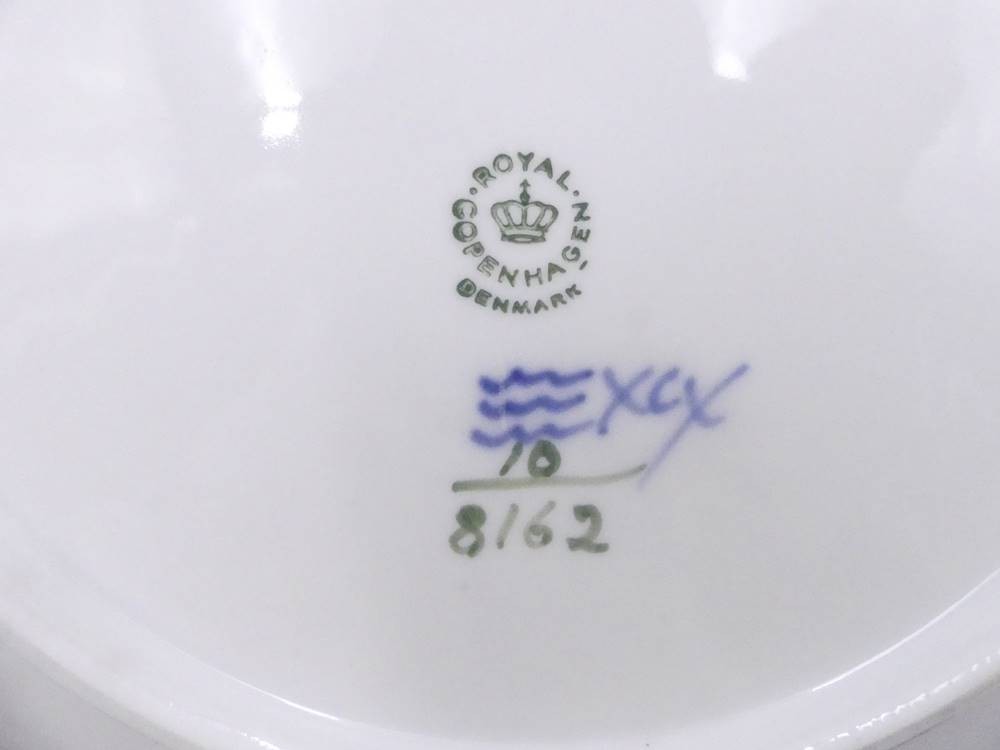 ROYAL
COPENHAGEN
DENMARK
XCX
10
8162